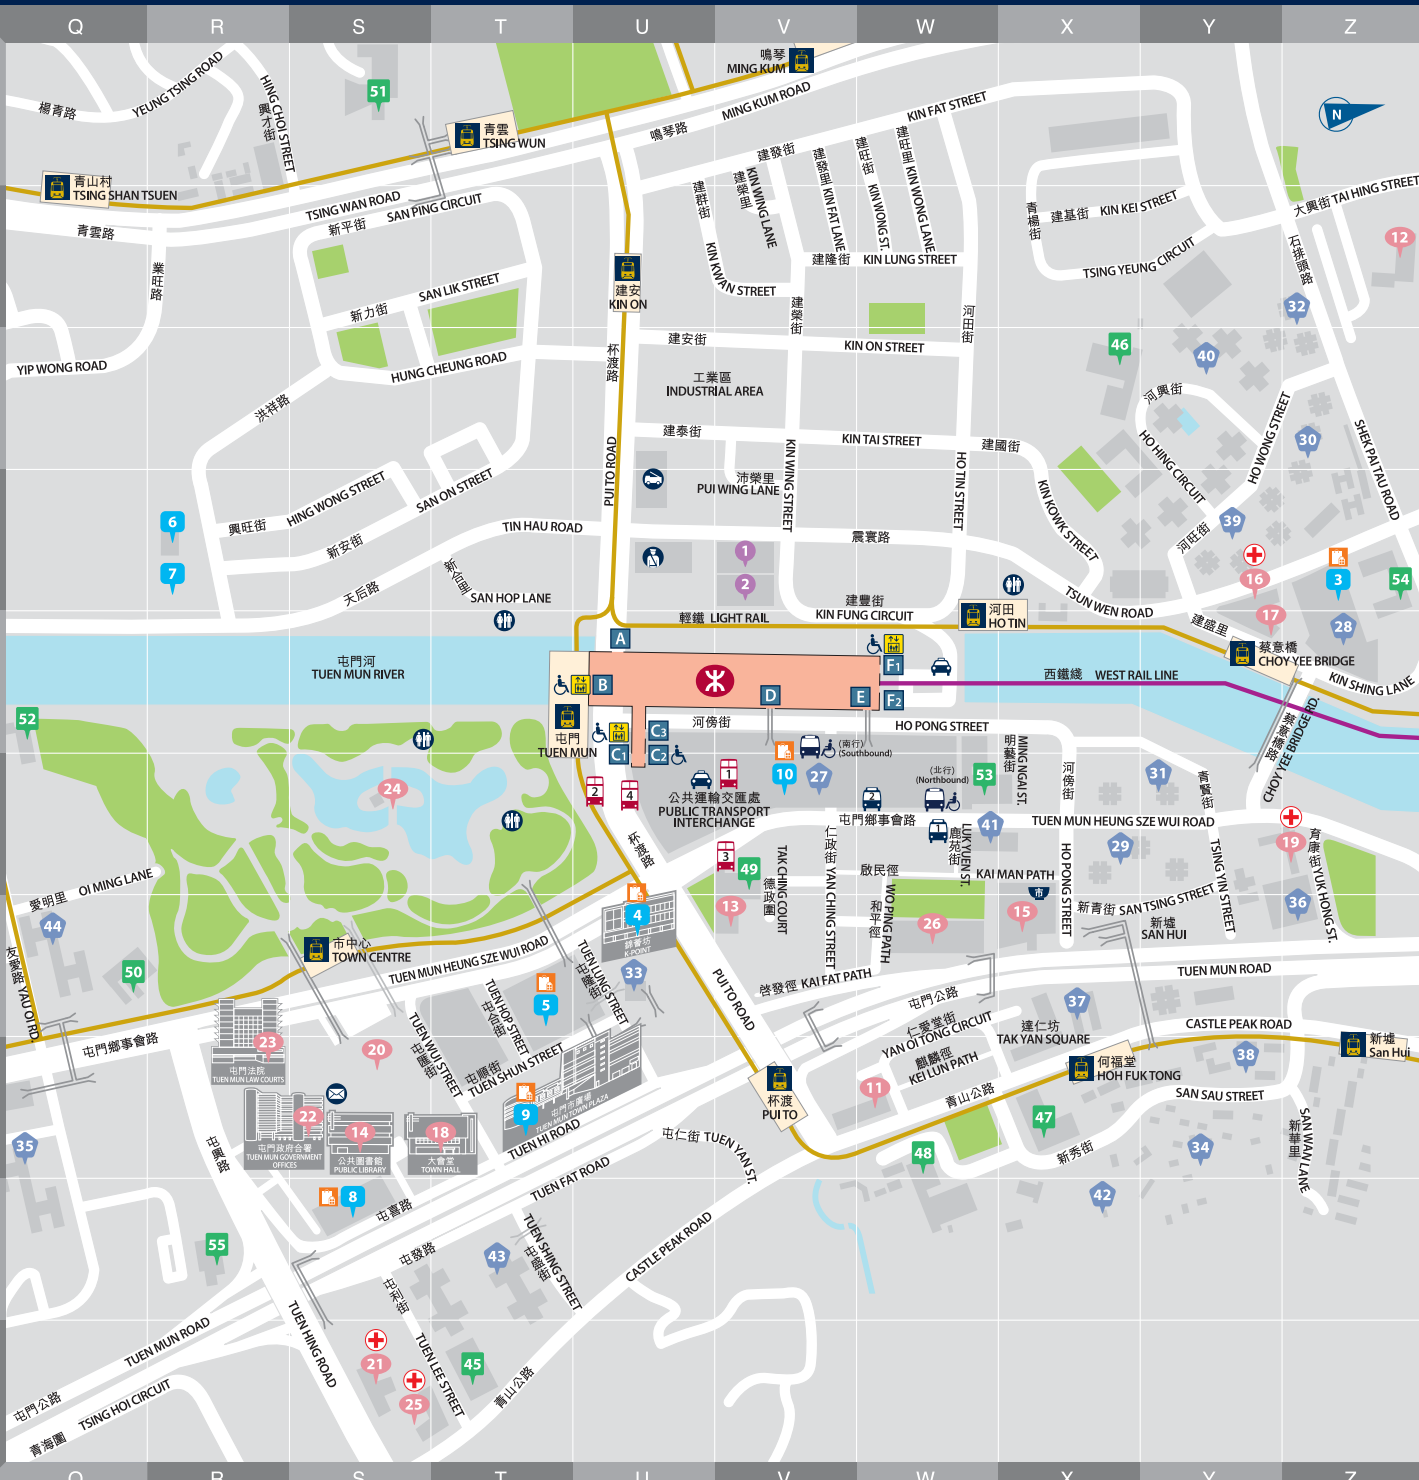 Q R S T U V W X Y Z
鳴琴
MING KUM
楊青路
YEUNG TSING ROAD
興才街
HING CHOI STREET
51
青雲
TSING WUN
鳴琴路
MING KUM ROAD
KIN FAT STREET
建發街
N
青山村
TSING SHAN TSUEN
青雲路
TSING WAN ROAD
SAN PING CIRCUIT
新平街
建群街
建榮里
KIN WING LANE
建發里 KIN FAT LANE
建旺街
KIN WONG ST.
建旺里 KIN WONG LANE
青楊街
建基街 KIN KEI STREET
大興街 TAI HING STREET
石排頭路
12
業旺路
SAN LIK STREET
新力街
建安
KIN ON
KIN KWAN STREET
建隆街 KIN LUNG STREET
TSING YEUNG CIRCUIT
建榮街
河田街
32
YIP WONG ROAD
HUNG CHEUNG ROAD
杯渡路
建安街
KIN ON STREET
46
40
工業區
INDUSTRIAL AREA
河興街
洪祥路
建泰街
KIN TAI STREET
建國街
HO HING CIRCUIT
HO WONG STREET
30
SHEK PAI TAU ROAD
PUI TO ROAD
沛榮里
PUI WING LANE
KIN WING STREET
HO TIN STREET
KIN KOWK STREET
6
興旺街
HING WONG STREET
SAN ON STREET
新安街
TIN HAU ROAD
震寰路
39
河旺街
7
天后路
新合里
SAN HOP LANE
1
2
建豐街
KIN FUNG CIRCUIT
河田
HO TIN
TSUN WEN ROAD
16
3
54
17
建盛里
28
輕鐵 LIGHT RAIL
A
蔡意橋
CHOY YEE BRIDGE
屯門河
TUEN MUN RIVER
B
D
E
F1
F2
西鐵綫 WEST RAIL LINE
KIN SHING LANE
52
屯門
TUEN MUN
C1
C2
C3
河傍街
HO PONG STREET
蔡意橋路
CHOY YEE BRIDGE RD.
24
2
4
1
公共運輸交匯處
PUBLIC TRANSPORT
INTERCHANGE
10
27
(南行)
(Southbound)
(北行)
(Northbound)
53
明藝街
MING NGAI ST.
河傍街
31
青賢街
2
1
屯門鄉事會路
41
TUEN MUN HEUNG SZE WUI ROAD
鹿苑街
LUK YUEN ST.
29
19
育康街 YUK HONG ST.
杯渡路
3
49
13
TAK CHING COURT
德政圍
仁政街 YAN CHING STREET
啟民徑
KAI MAN PATH
WO PING PATH
和平徑
市
15
26
HO PONG STREET
新青街 SAN TSING STREET
TSING YIN STREET
36
愛明里
OI MING LANE
44
4
錦薈坊
K-POINT
新墟
SAN HUI
友愛路 YAU OI RD.
50
市中心
TOWN CENTRE
TUEN MUN HEUNG SZE WUI ROAD
TUEN LUNG STREET
屯隆街
33
PUI TO ROAD
啓發徑 KAI FAT PATH
TUEN MUN ROAD
屯門公路
37
5
TUEN HOP STREET
屯合街
屯門鄉事會路
23
屯門法院
TUEN MUN LAW COURTS
20
TUEN WUI STREET
屯匯街
屯順街
TUEN SHUN STREET
仁愛堂街
YAN OI TONG CIRCUIT
達仁坊
TAK YAN SQUARE
CASTLE PEAK ROAD
新墟
San Hui
麒麟徑
KEI LUN PATH
何福堂
HOH FUK TONG
38
杯渡
PUI TO
11
青山公路
SAN SAU STREET
屯門市廣場
TUEN MUN TOWN PLAZA
9
22
14
18
屯門政府合署
TUEN MUN GOVERNMENT
OFFICES
公共圖書館
PUBLIC LIBRARY
大會堂
TOWN HALL
TUEN HI ROAD
屯仁街 TUEN YAN ST.
47
48
新秀街
34
新華里
SAN WAN LANE
35
屯興路
8
屯喜路
TUEN FAT ROAD
42
55
屯發路
43
TUEN SHING STREET
屯盛街
CASTLE PEAK ROAD
屯利街
TUEN MUN ROAD
TUEN HING ROAD
21
TUEN LEE STREET
45
25
青山公路
屯門公路
TSING HOI CIRCUIT
青海圍
Q R S T U V W X Y Z